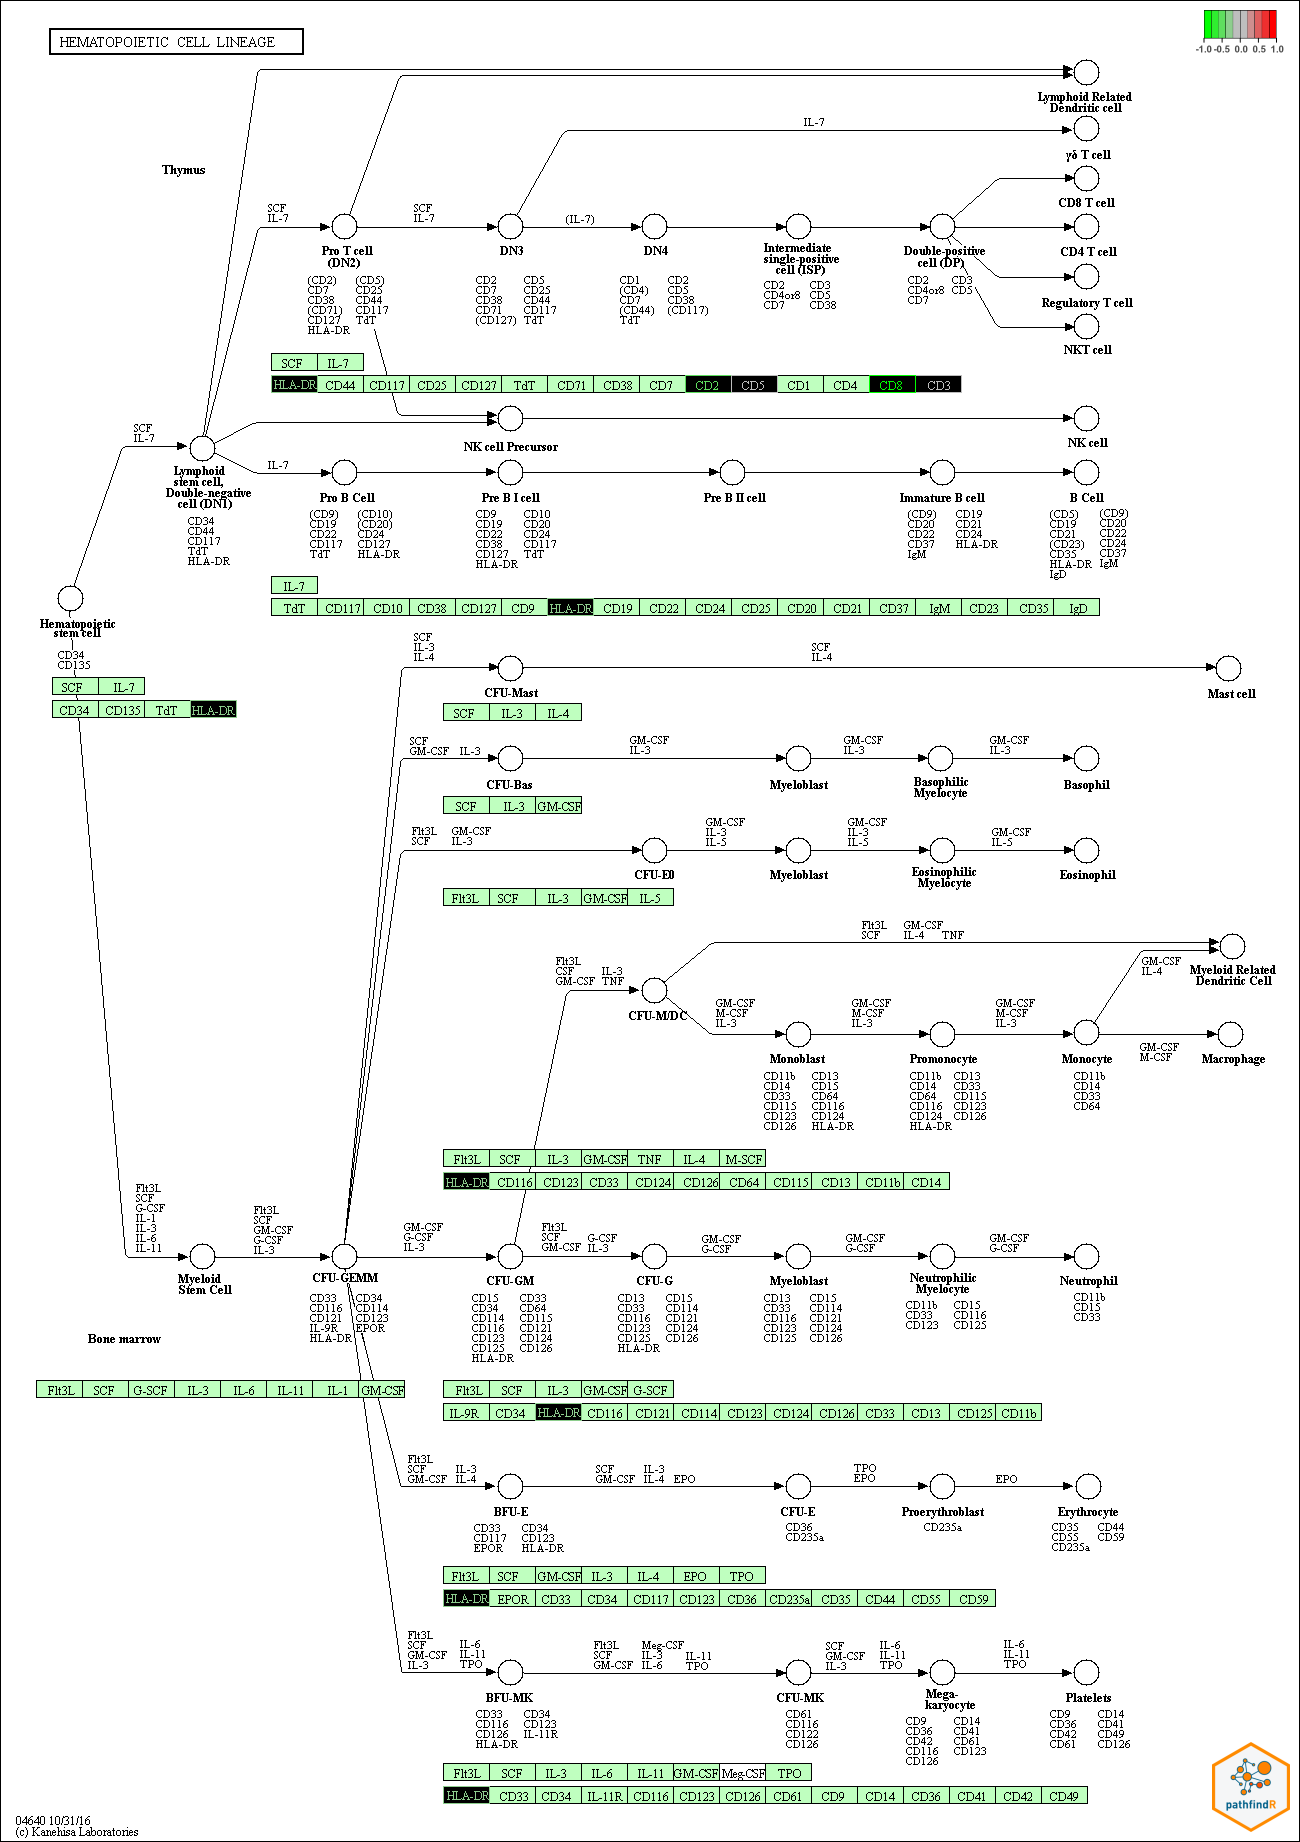 HEMATOPOIETIC CELL LINEAGE
-1.0 -0.5 0.0 0.5 1.0
Lymphoid Related
Dendritic cell
IL-7
γδ T cell
Thymus
CD8 T cell
SCF
IL-7
SCF
IL-7
(IL-7)
Pro T cell
(DN2)
DN3
DN4
Intermediate
single-positive
cell (ISP)
Double-positive
cell (DP)
CD4 T cell
Regulatory T cell
NKT cell
(CD2) (CD5)
CD7 CD25
CD38 CD44
(CD71) CD117
CD127 TdT
HLA-DR
CD2 CD5
CD7 CD25
CD38 CD44
CD71 CD117
(CD127) TdT
CD1 CD2
(CD4) CD5
CD7 CD38
(CD44) (CD117)
TdT
CD2 CD3
CD4or8 CD5
CD7 CD38
CD2 CD3
CD4or8 CD5
CD7
SCF IL-7
HLA-DR CD44 CD117 CD25 CD127 TdT CD71 CD38 CD7 CD2 CD5 CD1 CD4 CD8 CD3
SCF
IL-7
NK cell Precursor
NK cell
IL-7
Lymphoid
stem cell,
Double-negative
cell (DN1)
CD34
CD44
CD117
TdT
HLA-DR
Pro B Cell
Pre B I cell
Pre B II cell
Immature B cell
B Cell
(CD9) (CD10)
CD19 (CD20)
CD22 CD24
CD117 CD127
TdT HLA-DR
CD9 CD10
CD19 CD20
CD22 CD24
CD38 CD117
CD127 TdT
HLA-DR
(CD9) CD19
CD20 CD21
CD22 CD24
CD37 HLA-DR
IgM
(CD5) (CD9)
CD19 CD20
CD21 CD22
(CD23) CD24
CD35 CD37
HLA-DR IgM
IgD
IL-7
TdT CD117 CD10 CD38 CD127 CD9 HLA-DR CD19 CD22 CD24 CD25 CD20 CD21 CD37 IgM CD23 CD35 IgD
Hematopoietic
stem cell
CD34
CD135
SCF IL-7
CD34 CD135 TdT HLA-DR
SCF
IL-3
IL-4
SCF
IL-4
CFU-Mast
Mast cell
SCF IL-3 IL-4
SCF
GM-CSF IL-3
GM-CSF
IL-3
GM-CSF
IL-3
GM-CSF
IL-3
CFU-Bas
Myeloblast
Basophilic
Myelocyte
Basophil
SCF IL-3 GM-CSF
Flt3L GM-CSF
SCF IL-3
GM-CSF
IL-3
IL-5
GM-CSF
IL-3
IL-5
GM-CSF
IL-5
CFU-E0
Myeloblast
Eosinophilic
Myelocyte
Eosinophil
Flt3L SCF IL-3 GM-CSF IL-5
Flt3L GM-CSF
SCF IL-4 TNF
Flt3L
CSF IL-3
GM-CSF TNF
GM-CSF
IL-4
Myeloid Related
Dendritic Cell
CFU-M/DC
GM-CSF
M-CSF
IL-3
GM-CSF
M-CSF
IL-3
GM-CSF
M-CSF
IL-3
GM-CSF
M-CSF
Monoblast
Promonocyte
Monocyte
Macrophage
CD11b CD13
CD14 CD15
CD33 CD64
CD115 CD116
CD123 CD124
CD126 HLA-DR
CD11b CD13
CD14 CD33
CD64 CD115
CD116 CD123
CD124 CD126
HLA-DR
CD11b
CD14
CD33
CD64
Flt3L SCF IL-3 GM-CSF TNF IL-4 M-SCF
HLA-DR CD116 CD123 CD33 CD124 CD126 CD64 CD115 CD13 CD11b CD14
Flt3L
SCF
G-CSF
IL-1
IL-3
IL-6
IL-11
Flt3L
SCF
GM-CSF
G-CSF
IL-3
GM-CSF
G-CSF
IL-3
Flt3L
SCF G-CSF
GM-CSF IL-3
GM-CSF
G-CSF
GM-CSF
G-CSF
GM-CSF
G-CSF
Myeloid
Stem Cell
CFU-GEMM
CFU-GM
CFU-G
Myeloblast
Neutrophilic
Myelocyte
Neutrophil
CD33 CD34
CD116 CD114
CD121 CD123
IL-9R EPOR
HLA-DR
CD15 CD33
CD34 CD64
CD114 CD115
CD116 CD121
CD123 CD124
CD125 CD126
HLA-DR
CD13 CD15
CD33 CD114
CD116 CD121
CD123 CD124
CD125 CD126
HLA-DR
CD13 CD15
CD33 CD114
CD116 CD121
CD123 CD124
CD125 CD126
CD11b CD15
CD33 CD116
CD123 CD125
CD11b
CD15
CD33
Bone marrow
Flt3L SCF G-SCF IL-3 IL-6 IL-11 IL-1 GM-CSF
Flt3L SCF IL-3 GM-CSF G-SCF
IL-9R CD34 HLA-DR CD116 CD121 CD114 CD123 CD124 CD126 CD33 CD13 CD125 CD11b
Flt3L
SCF IL-3
GM-CSF IL-4
SCF IL-3
GM-CSF IL-4 EPO
TPO
EPO
EPO
BFU-E
CFU-E
Proerythroblast
Erythrocyte
CD33 CD34
CD117 CD123
EPOR HLA-DR
CD36
CD235a
CD235a
CD35 CD44
CD55 CD59
CD235a
Flt3L SCF GM-CSF IL-3 IL-4 EPO TPO
HLA-DR EPOR CD33 CD34 CD117 CD123 CD36 CD235a CD35 CD44 CD55 CD59
Flt3L
SCF IL-6
GM-CSF IL-11
IL-3 TPO
Flt3L Meg-CSF
SCF IL-3 IL-11
GM-CSF IL-6 TPO
SCF IL-6
GM-CSF IL-11
IL-3 TPO
IL-6
IL-11
TPO
BFU-MK
CFU-MK
Mega-
karyocyte
Platelets
CD33 CD34
CD116 CD123
CD126 IL-11R
HLA-DR
CD61
CD116
CD122
CD126
CD9 CD14
CD36 CD41
CD42 CD61
CD116 CD123
CD126
CD9 CD14
CD36 CD41
CD42 CD49
CD61 CD126
Flt3L SCF IL-3 IL-6 IL-11 GM-CSF Meg-CSF TPO
HLA-DR CD33 CD34 IL-11R CD116 CD123 CD126 CD61 CD9 CD14 CD36 CD41 CD42 CD49
pathfindR
04640 10/31/16
(c) Kanehisa Laboratories